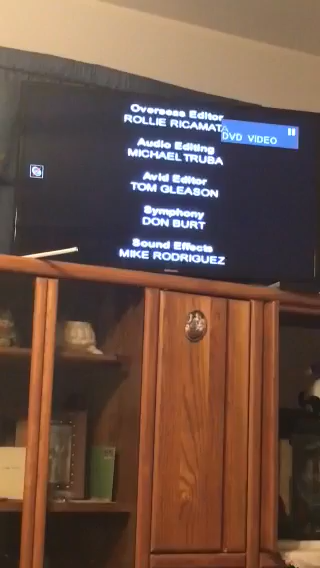 Overseas Editor
ROLLIE RICAMATA
DVD VIDEO
Audio Editing
MICHAEL TRUBA
Avid Editor
TOM GLEASON
Symphony
DON BURT
Sound Effects
MIKE RODRIGUEZ